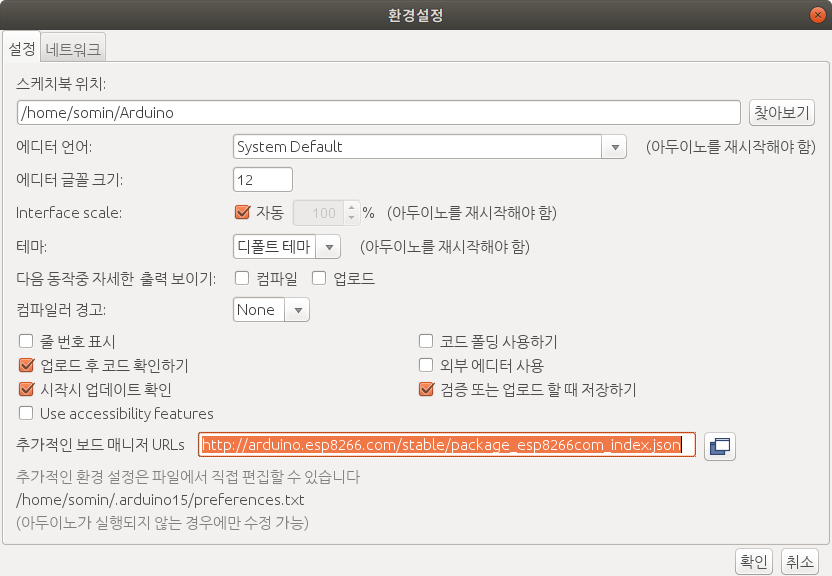 환경설정
설정 네트워크
스케치북 위치:
/home/somin/Arduino 찾아보기
에디터 언어: System Default (아두이노를 재시작해야 함)
에디터 글꼴 크기: 12
Interface scale: 자동 100 % (아두이노를 재시작해야 함)
테마: 디폴트 테마 (아두이노를 재시작해야 함)
다음 동작중 자세한 출력 보이기: 컴파일 업로드
컴파일러 경고: None
줄 번호 표시 코드 폴딩 사용하기
업로드 후 코드 확인하기 외부 에디터 사용
시작시 업데이트 확인 검증 또는 업로드 할 때 저장하기
Use accessibility features
추가적인 보드 매니저 URLs http://arduino.esp8266.com/stable/package_esp8266com_index.json
추가적인 환경 설정은 파일에서 직접 편집할 수 있습니다
/home/somin/.arduino15/preferences.txt
(아두이노가 실행되지 않는 경우에만 수정 가능)
확인 취소